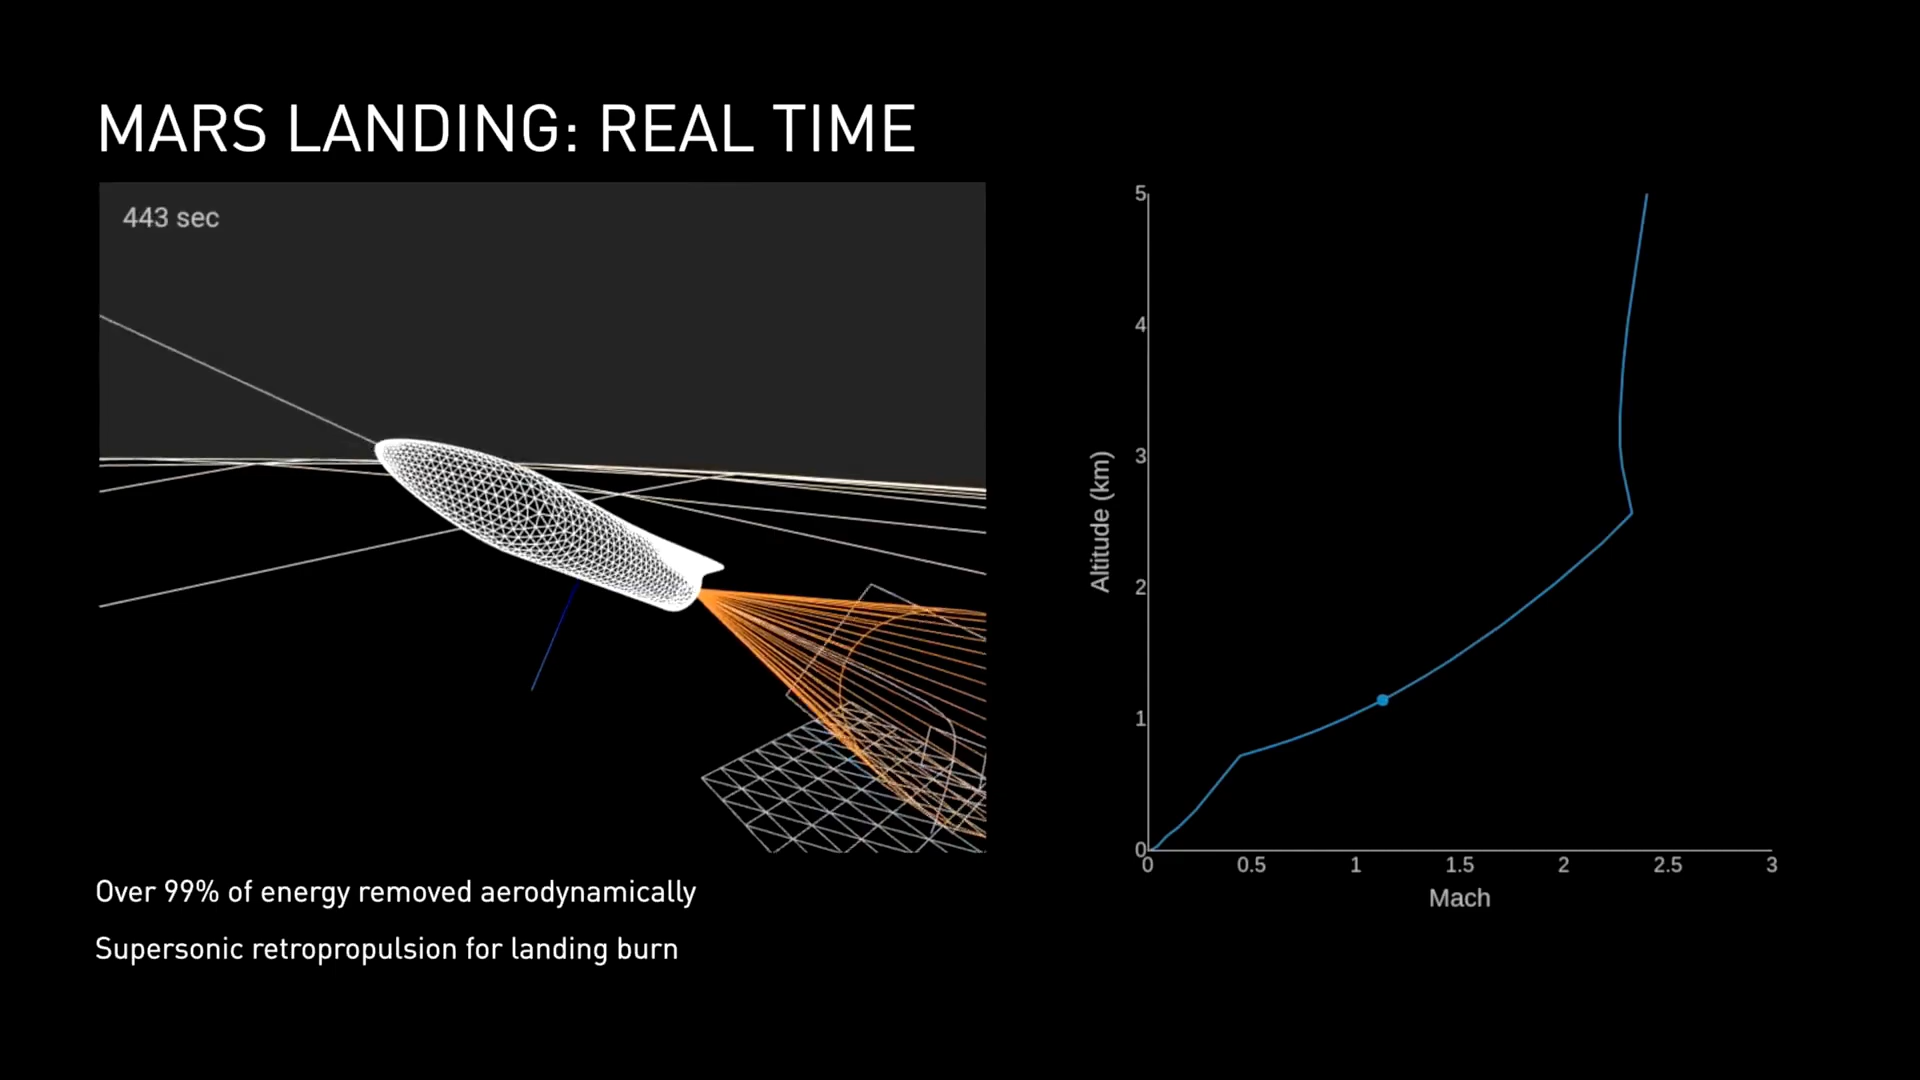 MARS LANDING: REAL TIME
443 sec
Over 99% of energy removed aerodynamically
Supersonic retropropulsion for landing burn
5
4
3
2
1
0
Altitude (km)
0 0.5 1 1.5 2 2.5 3
Mach